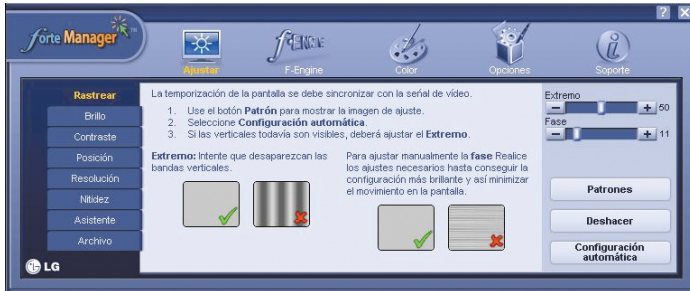 forte Manager™
? X
Ajustar
F-ENGINE
F-Engine
Color
Opciones
Soporte
Rastrear
Brillo
Contraste
Posición
Resolución
Nitidez
Asistente
Archivo
LG
La temporización de la pantalla se debe sincronizar con la señal de vídeo.
1. Use el botón Patrón para mostrar la imagen de ajuste.
2. Seleccione Configuración automática.
3. Si las verticales todavía son visibles, deberá ajustar el Extremo.
Extremo: Intente que desaparezcan las
bandas verticales.
Para ajustar manualmente la fase Realice
los ajustes necesarios hasta conseguir la
configuración más brillante y así minimizar
el movimiento en la pantalla.
Extremo
50
Fase
11
Patrones
Deshacer
Configuración
automática